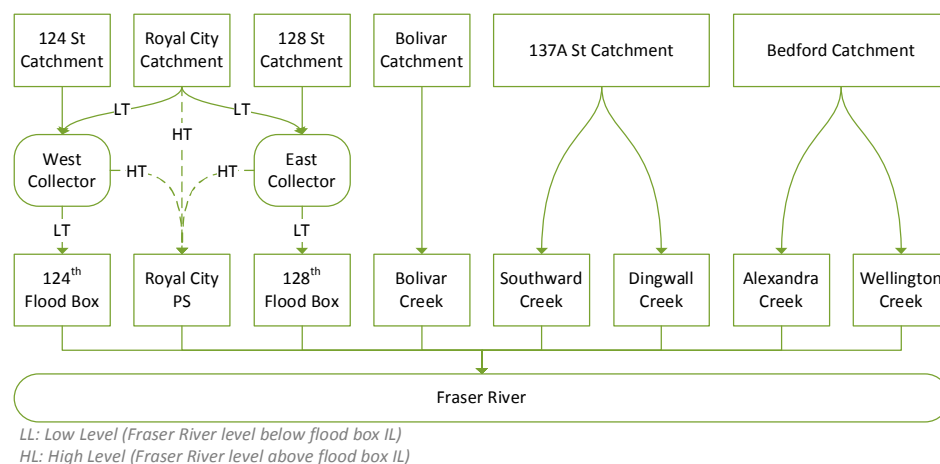 124 St
Catchment
Royal City
Catchment
128 St
Catchment
Bolivar
Catchment
137A St Catchment
Bedford Catchment
LT
LT
HT
West
Collector
HT
HT
East
Collector
LT
LT
124th
Flood Box
Royal City
PS
128th
Flood Box
Bolivar
Creek
Southward
Creek
Dingwall
Creek
Alexandra
Creek
Wellington
Creek
Fraser River
LL: Low Level (Fraser River level below flood box IL)
HL: High Level (Fraser River level above flood box IL)